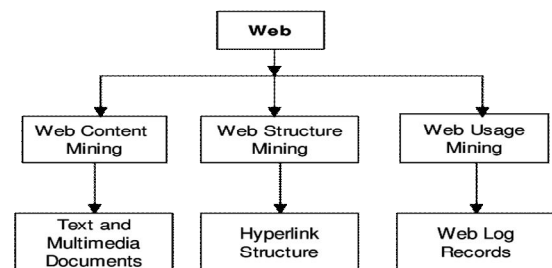 Web
Web Content
Mining
Web Structure
Mining
Web Usage
Mining
Text and
Multimedia
Documents
Hyperlink
Structure
Web Log
Records